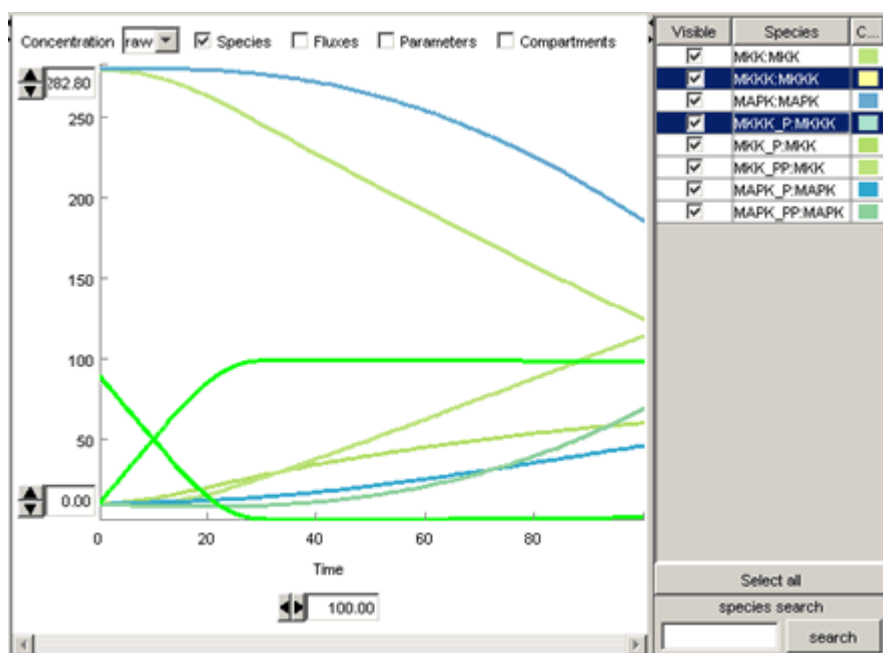 Concentration raw Species Fluxes Parameters Compartments
282.80
250
200
150
100
50
0.00
0 20 40 60 80
Time
100.00
Visible Species C...
MKK:MKK
MKKK:MKKK
MAPK:MAPK
MKKK_P:MKKK
MKK_P:MKK
MKK_PP:MKK
MAPK_P:MAPK
MAPK_PP:MAPK
Select all
species search
search